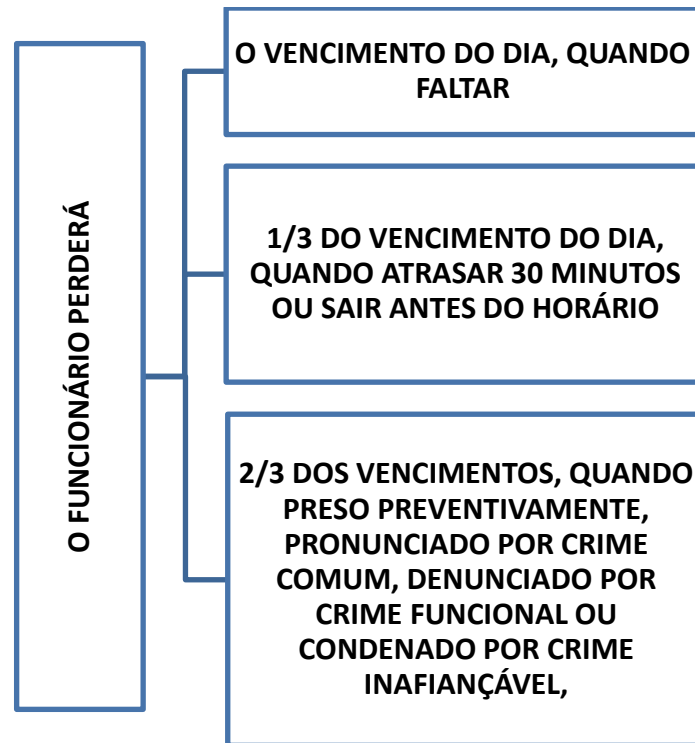 O FUNCIONÁRIO PERDERÁ
O VENCIMENTO DO DIA, QUANDO
FALTAR
1/3 DO VENCIMENTO DO DIA,
QUANDO ATRASAR 30 MINUTOS
OU SAIR ANTES DO HORÁRIO
2/3 DOS VENCIMENTOS, QUANDO
PRESO PREVENTIVAMENTE,
PRONUNCIADO POR CRIME
COMUM, DENUNCIADO POR
CRIME FUNCIONAL OU
CONDENADO POR CRIME
INAFIANÇÁVEL,